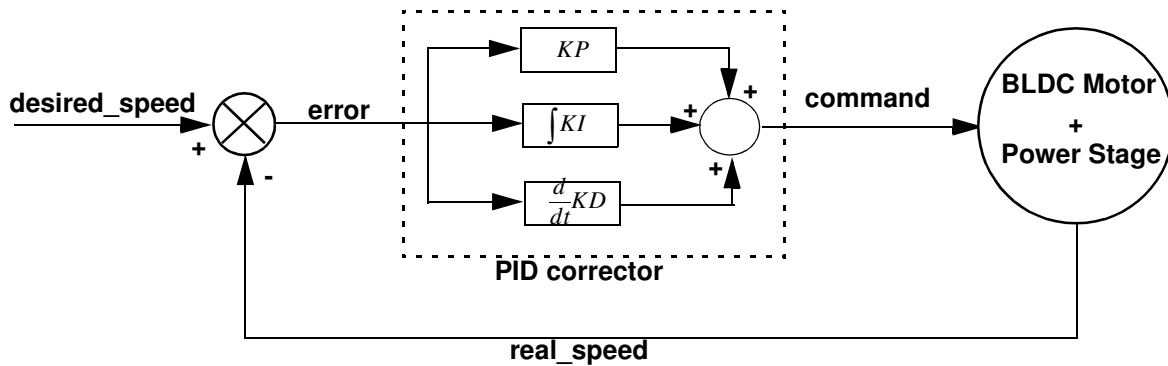 desired_speed
+
-
error
KP
∫KI
d/dt KD
+
+
+
PID corrector
command
BLDC Motor
+
Power Stage
real_speed